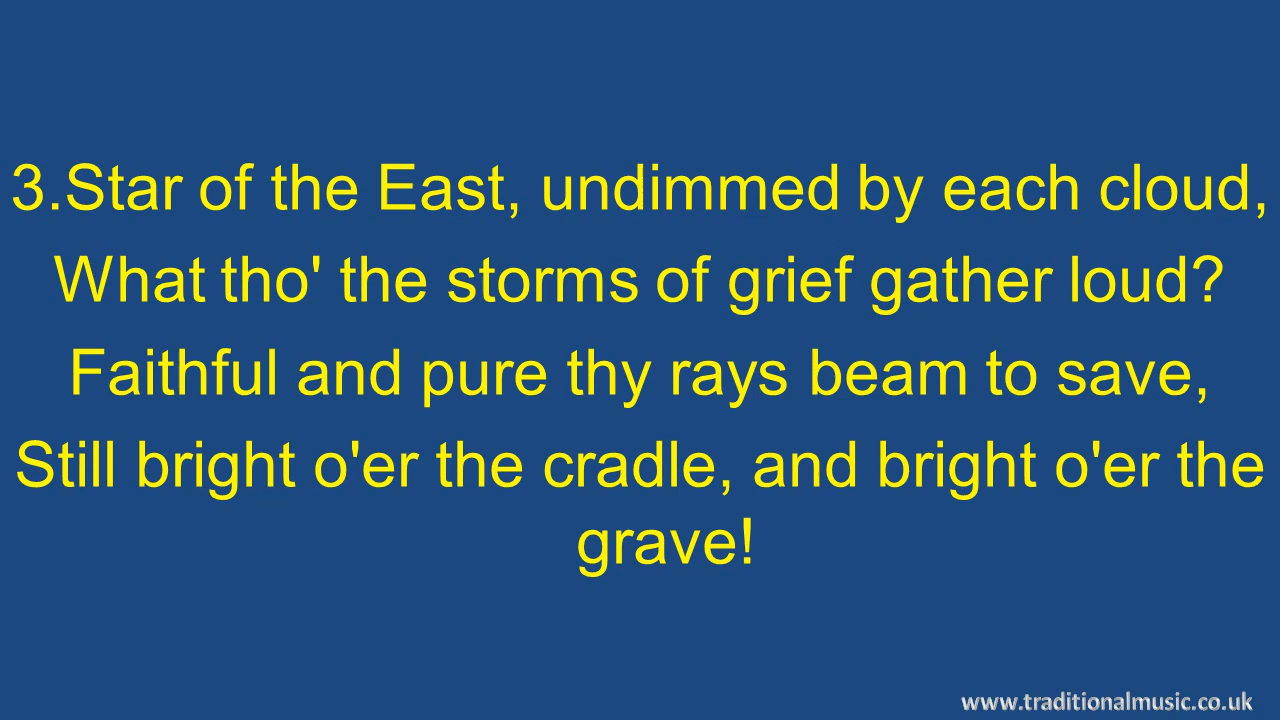 3.Star of the East, undimmed by each cloud,
What tho' the storms of grief gather loud?
Faithful and pure thy rays beam to save,
Still bright o'er the cradle, and bright o'er the
grave!
www.traditionalmusic.co.uk